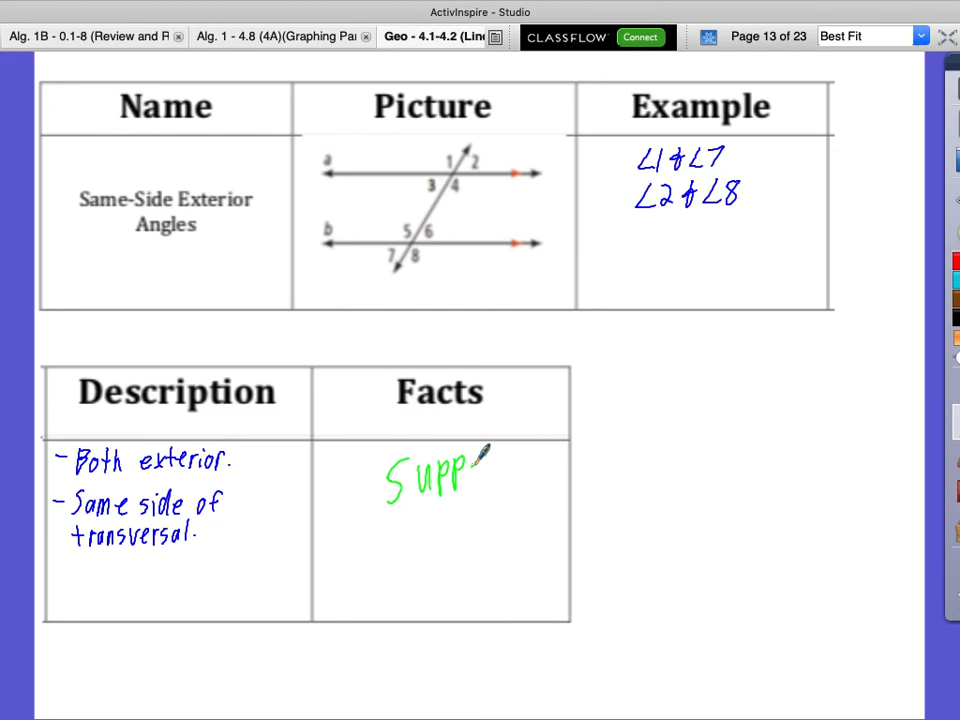 ActivInspire - Studio
Alg. 1B - 0.1-8 (Review and R
Alg. 1 - 4.8 (4A)(Graphing Par
Geo - 4.1-4.2 (Line
CLASSFLOW Connect
Page 13 of 23
Best Fit
Name Picture Example
Same-Side Exterior
Angles
a 1 2
3 4
b 5 6
7 8
∠1 & ∠7
∠2 & ∠8
Description Facts
- Both exterior.
- Same side of
transversal.
Supp